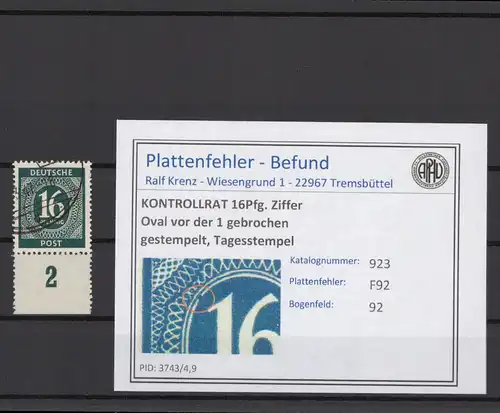 DEUTSCHE
16
POST
2
Plattenfehler - Befund
Ralf Krenz - Wiesengrund 1 - 22967 Tremsbüttel
KONTROLLRAT 16Pfg. Ziffer
Oval vor der 1 gebrochen
gestempelt, Tagesstempel
Katalognummer: 923
Plattenfehler: F92
Bogenfeld: 92
16
PID: 3743/4,9